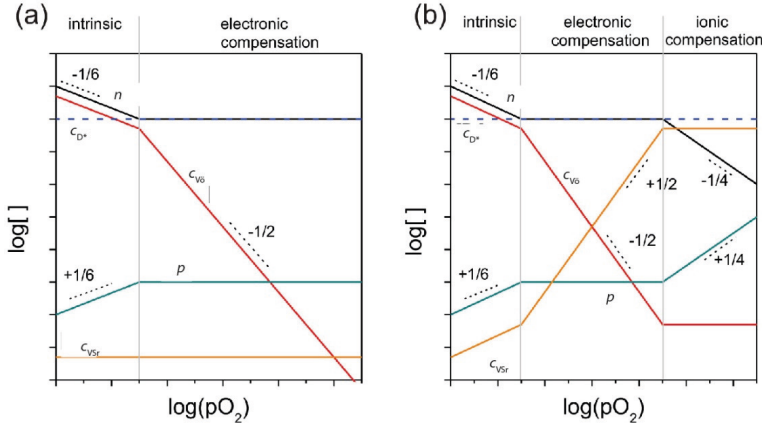 (a)
intrinsic
electronic
compensation
-1/6
n
c_D+
c_Vö
-1/2
+1/6
p
c_VSr
log[ ]
log(pO₂)
(b)
intrinsic
electronic
compensation
ionic
compensation
-1/6
n
c_D+
c_Vö
+1/2
-1/4
-1/2
+1/6
+1/4
p
c_VSr
log[ ]
log(pO₂)